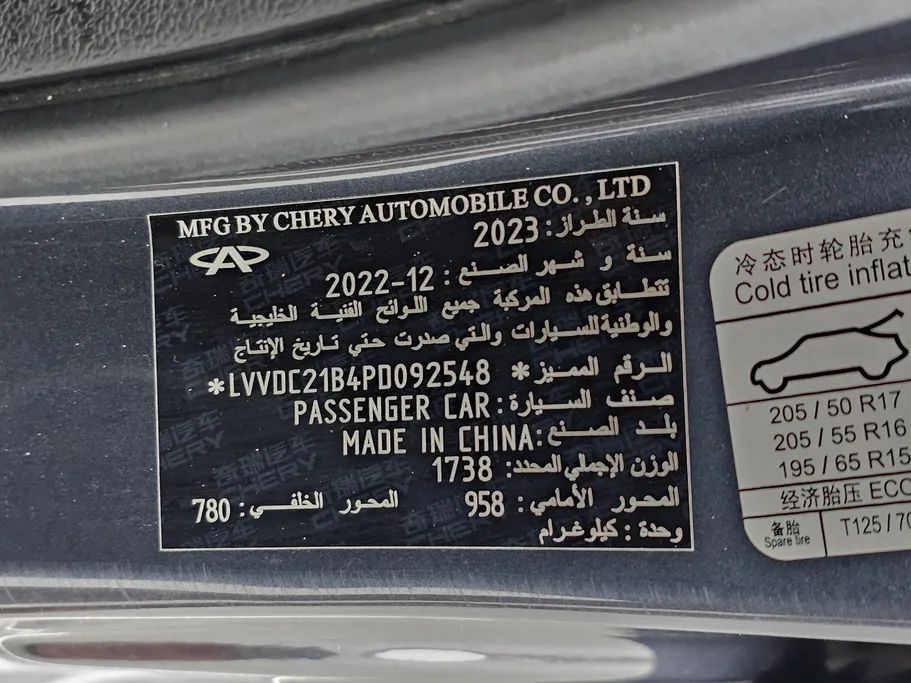 MFG BY CHERY AUTOMOBILE CO., LTD
سنة الطراز: 2023
سنة و شهر الصنع: 2022-12
تتطابق هذه المركبة جميع اللوائح الفنية الخليجية
والوطنية للسيارات والتي صدرت حتي تاريخ الإنتاج
الرقم المميز: *LVVDC21B4PD092548*
صنف السيارة: PASSENGER CAR
بلد الصنع: MADE IN CHINA
الوزن الإجمالي المحدد: 1738
المحور الأمامي: 958 المحور الخلفي: 780
وحدة: كيلوغرام
冷态时轮胎充
Cold tire inflat
205 / 50 R17
205 / 55 R16
195 / 65 R15
经济胎压 ECO
备胎
Spare tire
T125 / 70